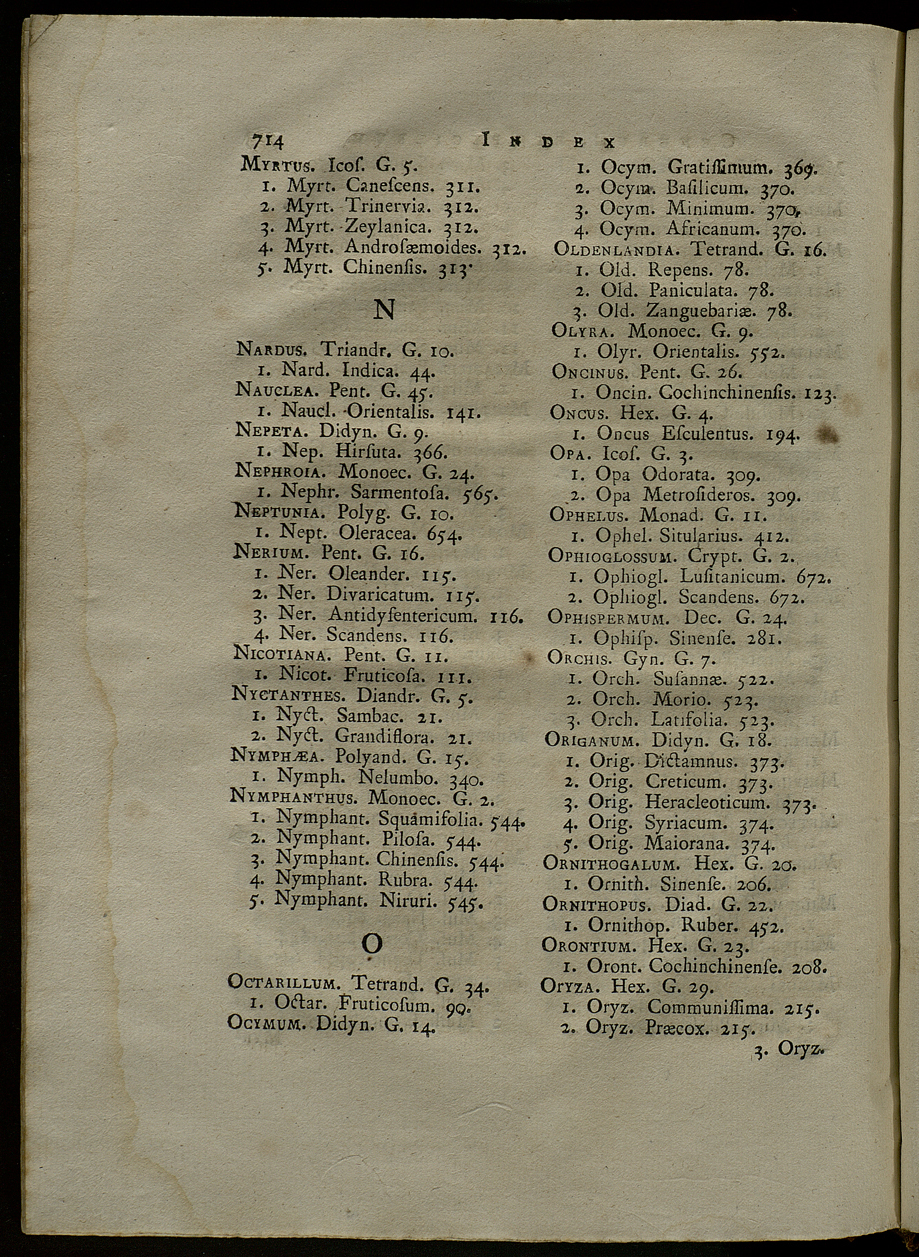 714
INDEX
MYRTUS. Icoſ. G. 5.
1. Myrt. Caneſcens. 311.
2. Myrt. Trinervia. 312.
3. Myrt. Zeylanica. 312.
4. Myrt. Androſæmoides. 312.
5. Myrt. Chinenſis. 313.
N
NARDUS. Triandr. G. 10.
1. Nard. Indica. 44.
NAUCLEA. Pent. G. 45.
1. Naucl. Orientalis. 141.
NEPETA. Didyn. G. 9.
1. Nep. Hirſuta. 366.
NEPHROIA. Monoec. G. 24.
1. Nephr. Sarmentoſa. 565.
NEPTUNIA. Polyg. G. 10.
1. Nept. Oleracea. 654.
NERIUM. Pent. G. 16.
1. Ner. Oleander. 115.
2. Ner. Divaricatum. 115.
3. Ner. Antidyſentericum. 116.
4. Ner. Scandens. 116.
NICOTIANA. Pent. G. 11.
1. Nicot. Fruticoſa. 111.
NYCTANTHES. Diandr. G. 5.
1. Nyct. Sambac. 21.
2. Nyct. Grandiflora. 21.
NYMPHÆA. Polyand. G. 15.
1. Nymph. Nelumbo. 340.
NYMPHANTHUS. Monoec. G. 2.
1. Nymphant. Squamifolia. 544.
2. Nymphant. Piloſa. 544.
3. Nymphant. Chinenſis. 544.
4. Nymphant. Rubra. 544.
5. Nymphant. Niruri. 545.
O
OCTARILLUM. Tetrand. G. 34.
1. Octar. Fruticoſum. 90.
OCYMUM. Didyn. G. 14.
1. Ocym. Gratiſſimum. 369.
2. Ocym. Baſilicum. 370.
3. Ocym. Minimum. 370.
4. Ocym. Africanum. 370.
OLDENLANDIA. Tetrand. G. 16.
1. Old. Repens. 78.
2. Old. Paniculata. 78.
3. Old. Zanguebariæ. 78.
OLYRA. Monoec. G. 9.
1. Olyr. Orientalis. 552.
ONCINUS. Pent. G. 26.
1. Oncin. Cochinchinenſis. 123.
ONCUS. Hex. G. 4.
1. Oncus Eſculentus. 194.
OPA. Icoſ. G. 3.
1. Opa Odorata. 309.
2. Opa Metroſideros. 309.
OPHELUS. Monad. G. 11.
1. Ophel. Sitularius. 412.
OPHIOGLOSSUM. Crypt. G. 2.
1. Ophiogl. Luſitanicum. 672.
2. Ophiogl. Scandens. 672.
OPHISPERMUM. Dec. G. 24.
1. Ophiſp. Sinenſe. 281.
ORCHIS. Gyn. G. 7.
1. Orch. Suſannæ. 522.
2. Orch. Morio. 523.
3. Orch. Latifolia. 523.
ORIGANUM. Didyn. G. 18.
1. Orig. Dictamnus. 373.
2. Orig. Creticum. 373.
3. Orig. Heracleoticum. 373.
4. Orig. Syriacum. 374.
5. Orig. Maiorana. 374.
ORNITHOGALUM. Hex. G. 20.
1. Ornith. Sinenſe. 206.
ORNITHOPUS. Diad. G. 22.
1. Ornithop. Ruber. 452.
ORONTIUM. Hex. G. 23.
1. Oront. Cochinchinenſe. 208.
ORYZA. Hex. G. 29.
1. Oryz. Communiſſima. 215.
2. Oryz. Præcox. 215.
3. Oryz.